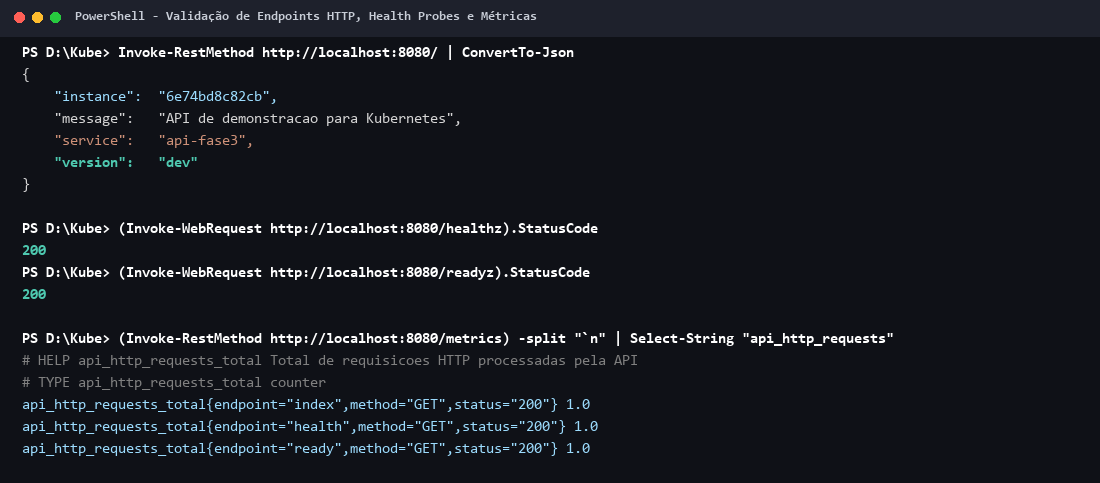 PowerShell - Validação de Endpoints HTTP, Health Probes e Métricas
PS D:\Kube> Invoke-RestMethod http://localhost:8080/ | ConvertTo-Json
{
    "instance":  "6e74bd8c82cb",
    "message":   "API de demonstracao para Kubernetes",
    "service":   "api-fase3",
    "version":   "dev"
}
PS D:\Kube> (Invoke-WebRequest http://localhost:8080/healthz).StatusCode
200
PS D:\Kube> (Invoke-WebRequest http://localhost:8080/readyz).StatusCode
200
PS D:\Kube> (Invoke-RestMethod http://localhost:8080/metrics) -split "`n" | Select-String "api_http_requests"
# HELP api_http_requests_total Total de requisicoes HTTP processadas pela API
# TYPE api_http_requests_total counter
api_http_requests_total{endpoint="index",method="GET",status="200"} 1.0
api_http_requests_total{endpoint="health",method="GET",status="200"} 1.0
api_http_requests_total{endpoint="ready",method="GET",status="200"} 1.0